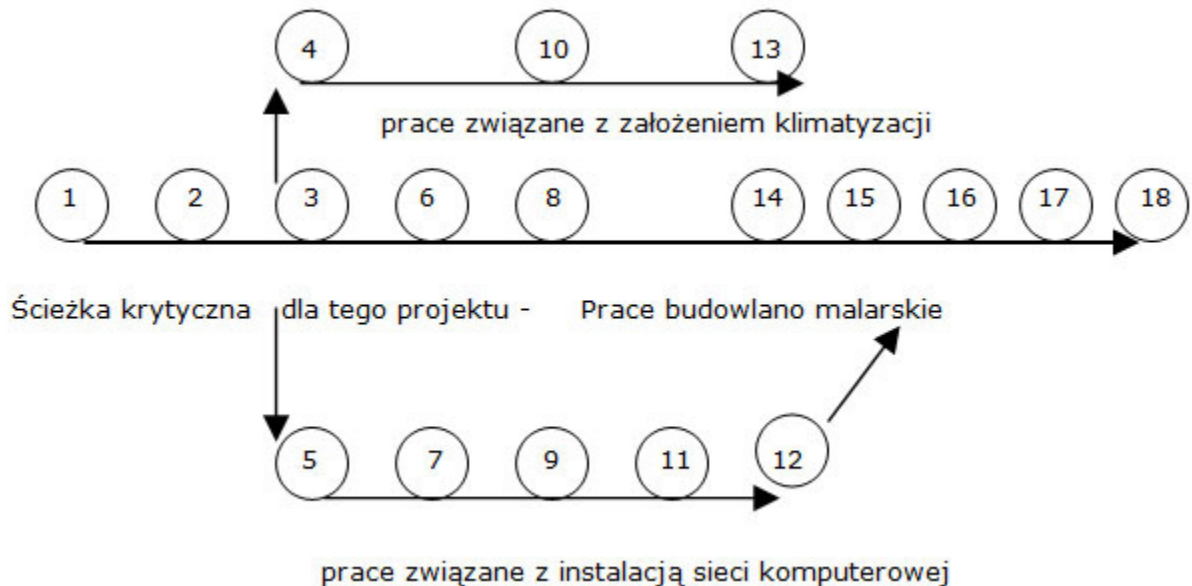 4 10 13
prace związane z założeniem klimatyzacji
1 2 3 6 8 14 15 16 17 18
Ścieżka krytyczna dla tego projektu - Prace budowlano malarskie
5 7 9 11 12
prace związane z instalacją sieci komputerowej